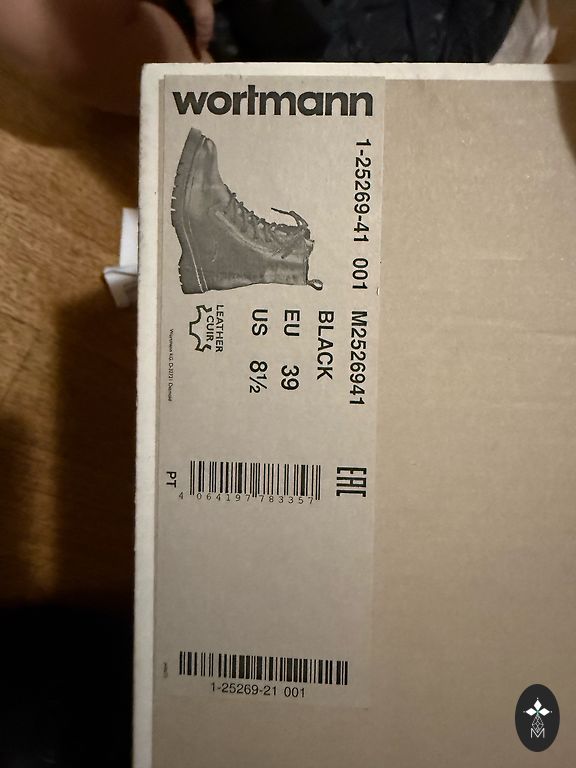 wortmann
1-25269-41 001 M2526941
BLACK
EU 39
US 8½
LEATHER
CUIR
EAC
PT
4 064197 783357
1-25269-21 001
M